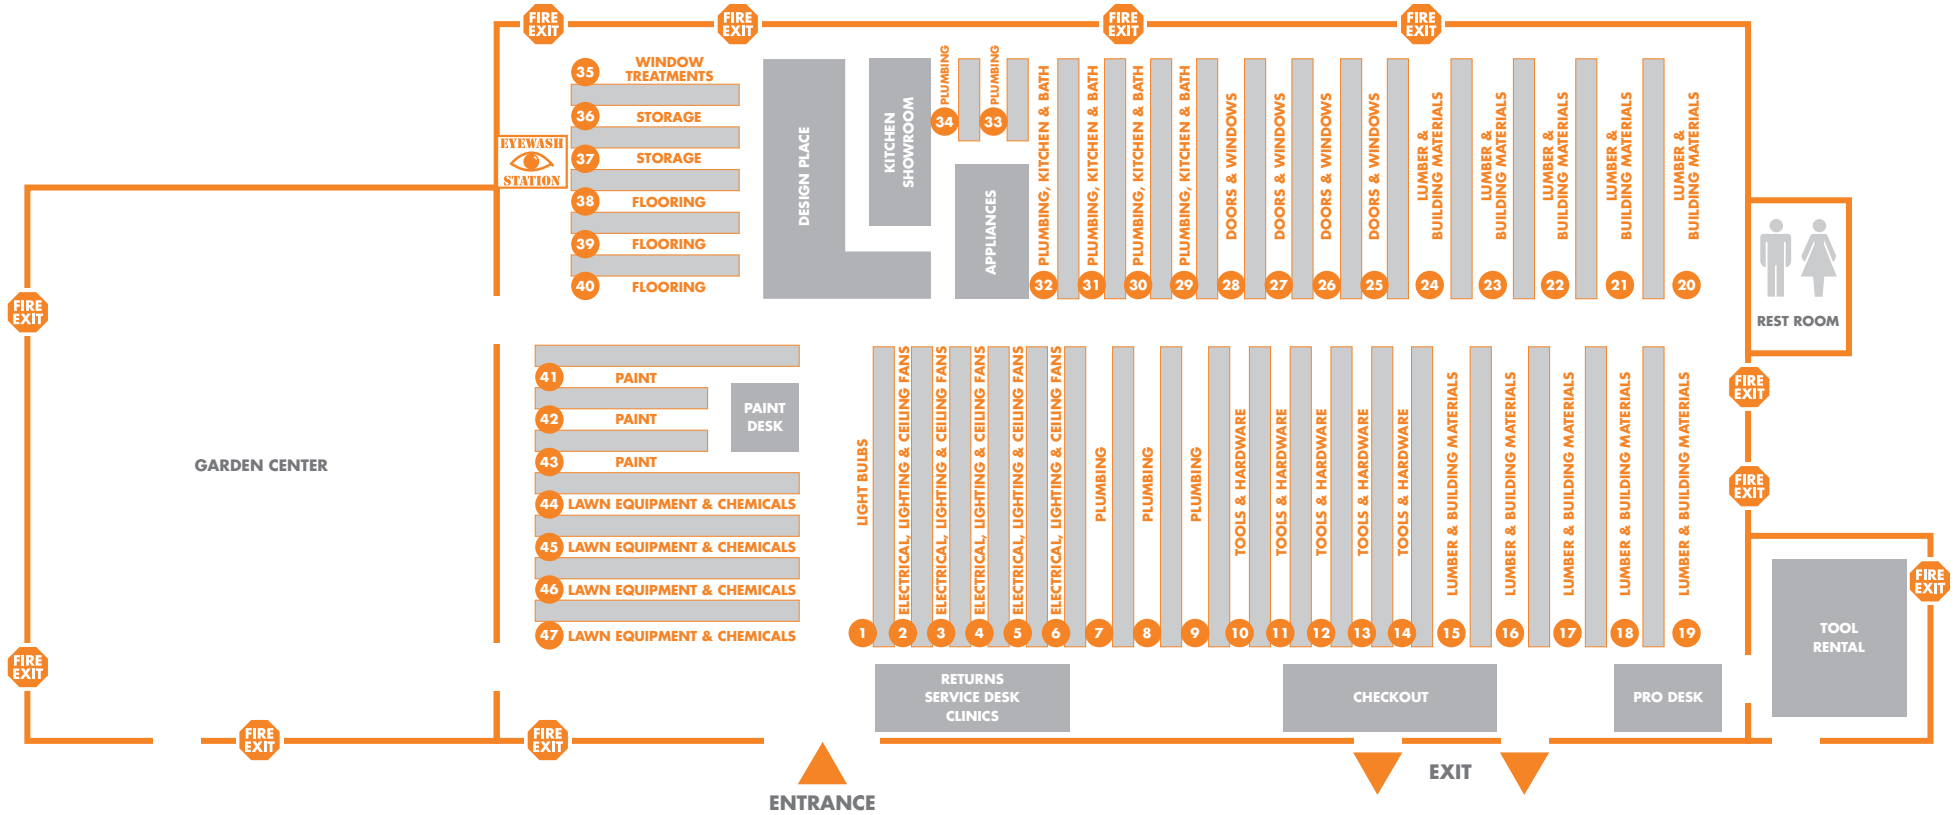 FIRE
EXIT
FIRE
EXIT
FIRE
EXIT
FIRE
EXIT
35
WINDOW
TREATMENTS
36
STORAGE
37
STORAGE
38
FLOORING
39
FLOORING
40
FLOORING
EYEWASH
STATION
DESIGN PLACE
KITCHEN
SHOWROOM
34
PLUMBING
33
PLUMBING
APPLIANCES
32
PLUMBING, KITCHEN & BATH
31
PLUMBING, KITCHEN & BATH
30
PLUMBING, KITCHEN & BATH
29
PLUMBING, KITCHEN & BATH
28
DOORS & WINDOWS
27
DOORS & WINDOWS
26
DOORS & WINDOWS
25
DOORS & WINDOWS
24
LUMBER &
BUILDING MATERIALS
23
LUMBER &
BUILDING MATERIALS
22
LUMBER &
BUILDING MATERIALS
21
LUMBER &
BUILDING MATERIALS
20
LUMBER &
BUILDING MATERIALS
REST ROOM
FIRE
EXIT
FIRE
EXIT
FIRE
EXIT
FIRE
EXIT
GARDEN CENTER
41
PAINT
42
PAINT
43
PAINT
44
LAWN EQUIPMENT & CHEMICALS
45
LAWN EQUIPMENT & CHEMICALS
46
LAWN EQUIPMENT & CHEMICALS
47
LAWN EQUIPMENT & CHEMICALS
PAINT
DESK
1
LIGHT BULBS
2
ELECTRICAL, LIGHTING & CEILING FANS
3
ELECTRICAL, LIGHTING & CEILING FANS
4
ELECTRICAL, LIGHTING & CEILING FANS
5
ELECTRICAL, LIGHTING & CEILING FANS
6
ELECTRICAL, LIGHTING & CEILING FANS
7
PLUMBING
8
PLUMBING
9
PLUMBING
10
TOOLS & HARDWARE
11
TOOLS & HARDWARE
12
TOOLS & HARDWARE
13
TOOLS & HARDWARE
14
TOOLS & HARDWARE
15
LUMBER & BUILDING MATERIALS
16
LUMBER & BUILDING MATERIALS
17
LUMBER & BUILDING MATERIALS
18
LUMBER & BUILDING MATERIALS
19
LUMBER & BUILDING MATERIALS
FIRE
EXIT
TOOL
RENTAL
RETURNS
SERVICE DESK
CLINICS
CHECKOUT
PRO DESK
FIRE
EXIT
FIRE
EXIT
ENTRANCE
EXIT